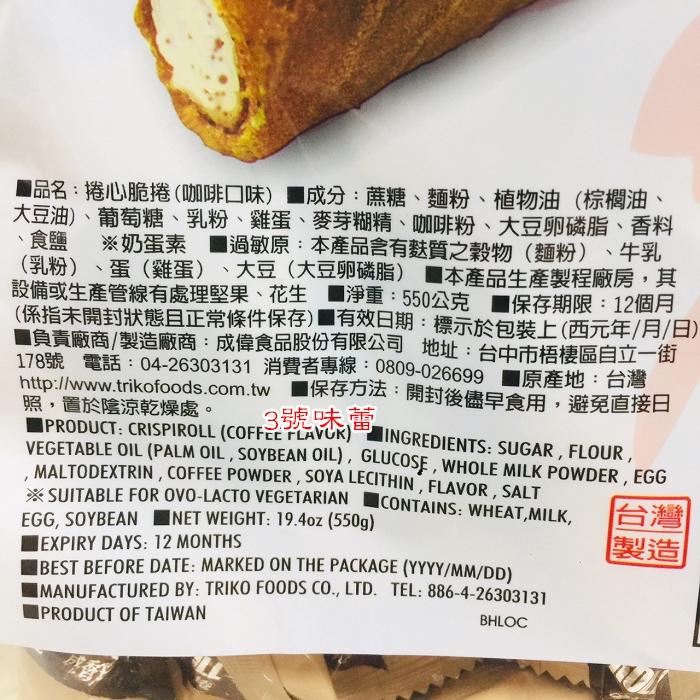 ■品名：捲心脆捲(咖啡口味) ■成分：蔗糖、麵粉、植物油（棕櫚油、
大豆油)、葡萄糖、乳粉、雞蛋、麥芽糊精、咖啡粉、大豆卵磷脂、香料
、食鹽 ※奶蛋素 ■過敏原：本產品含有麩質之穀物（麵粉）、牛乳
（乳粉）、蛋（雞蛋）、大豆（大豆卵磷脂） ■本產品生產製程廠房，其
設備或生產管線有處理堅果、花生 ■淨重：550公克 ■保存期限：12個月
(係指未開封狀態且正常條件保存)■有效日期：標示於包裝上(西元年/月/日)
■負責廠商/製造廠商：成偉食品股份有限公司 地址：台中市梧棲區自立一街
178號 電話：04-26303131 消費者專線：0809-026699 ■原產地：台灣
http://www.trikofoods.com.tw ■保存方法：開封後儘早食用，避免直接日
照，置於陰涼乾燥處。
3號味蕾
■PRODUCT: CRISPIROLL (COFFEE FLAVOR) ■INGREDIENTS: SUGAR , FLOUR ,
VEGETABLE OIL (PALM OIL , SOYBEAN OIL) , GLUCOSE , WHOLE MILK POWDER , EGG
, MALTODEXTRIN , COFFEE POWDER , SOYA LECITHIN , FLAVOR , SALT
※ SUITABLE FOR OVO-LACTO VEGETARIAN ■CONTAINS: WHEAT,MILK,
EGG, SOYBEAN ■NET WEIGHT: 19.4oz (550g)
■EXPIRY DAYS: 12 MONTHS
■BEST BEFORE DATE: MARKED ON THE PACKAGE (YYYY/MM/DD)
■MANUFACTURED BY: TRIKO FOODS CO., LTD. TEL: 886-4-26303131
■PRODUCT OF TAIWAN
BHLOC
台灣
製造